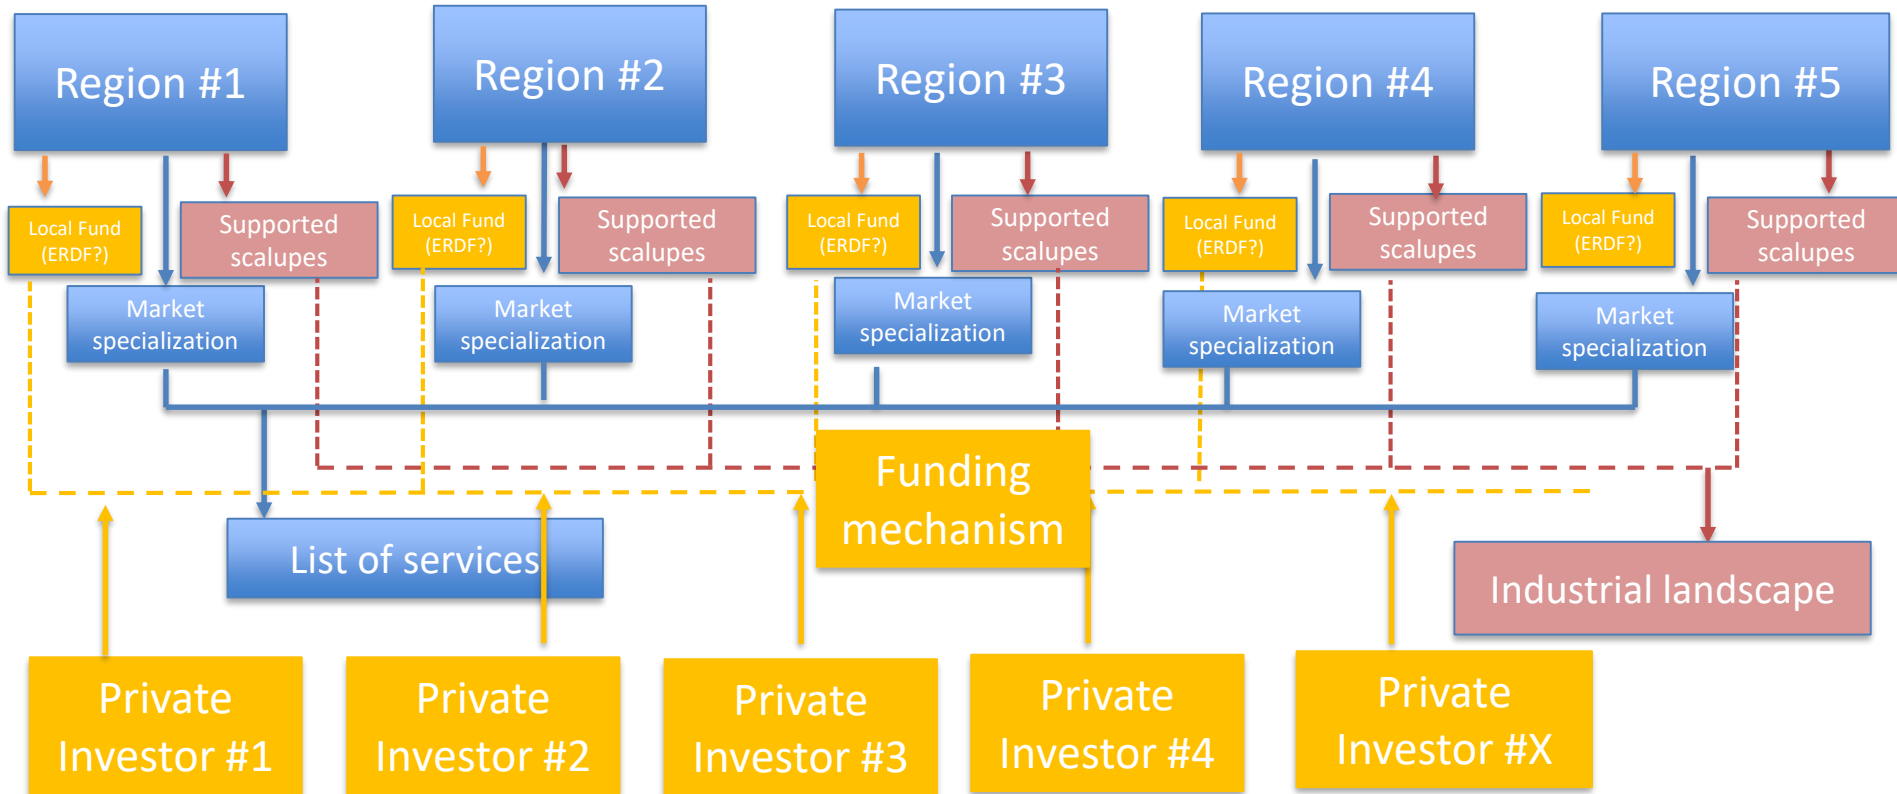 Region #1
Region #2
Region #3
Region #4
Region #5
Local Fund
(ERDF?)
Supported
scalupes
Local Fund
(ERDF?)
Supported
scalupes
Local Fund
(ERDF?)
Supported
scalupes
Local Fund
(ERDF?)
Supported
scalupes
Local Fund
(ERDF?)
Supported
scalupes
Market
specialization
Market
specialization
Market
specialization
Market
specialization
Market
specialization
Funding
mechanism
List of services
Industrial landscape
Private
Investor #1
Private
Investor #2
Private
Investor #3
Private
Investor #4
Private
Investor #X